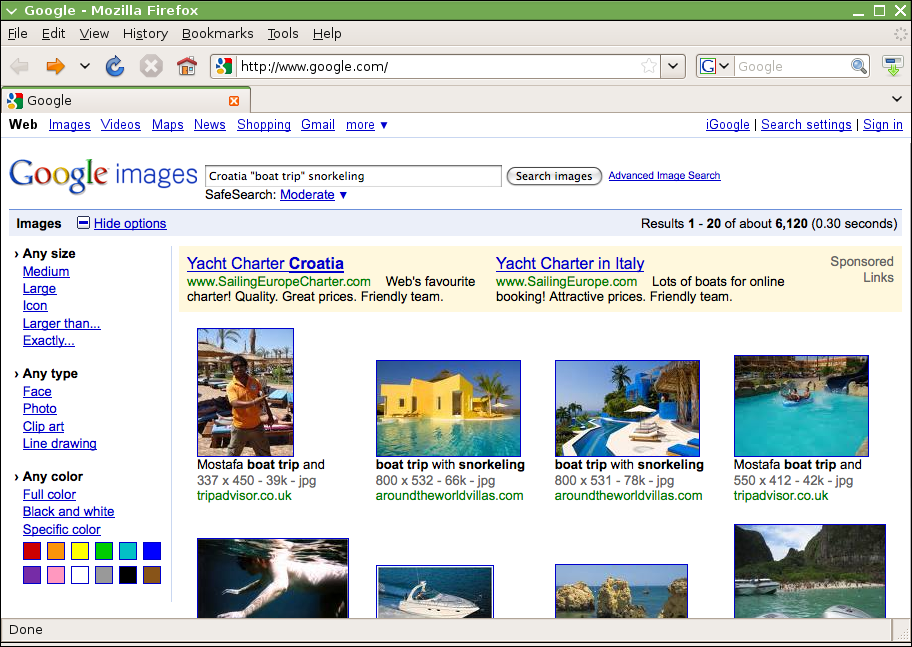 Google - Mozilla Firefox
File Edit View History Bookmarks Tools Help
http://www.google.com/
G Google
Google
Web Images Videos Maps News Shopping Gmail more ▼ iGoogle | Search settings | Sign in
Google images Croatia "boat trip" snorkeling Search images Advanced Image Search
SafeSearch: Moderate ▼
Images Hide options Results 1 - 20 of about 6,120 (0.30 seconds)
› Any size
Medium
Large
Icon
Larger than...
Exactly...
› Any type
Face
Photo
Clip art
Line drawing
› Any color
Full color
Black and white
Specific color
Yacht Charter Croatia
www.SailingEuropeCharter.com Web's favourite
charter! Quality. Great prices. Friendly team.
Yacht Charter in Italy
www.SailingEurope.com Lots of boats for online
booking! Attractive prices. Friendly team.
Sponsored
Links
Mostafa boat trip and
337 x 450 - 39k - jpg
tripadvisor.co.uk
boat trip with snorkeling
800 x 532 - 66k - jpg
aroundtheworldvillas.com
boat trip with snorkeling
800 x 531 - 78k - jpg
aroundtheworldvillas.com
Mostafa boat trip and
550 x 412 - 42k - jpg
tripadvisor.co.uk
Done